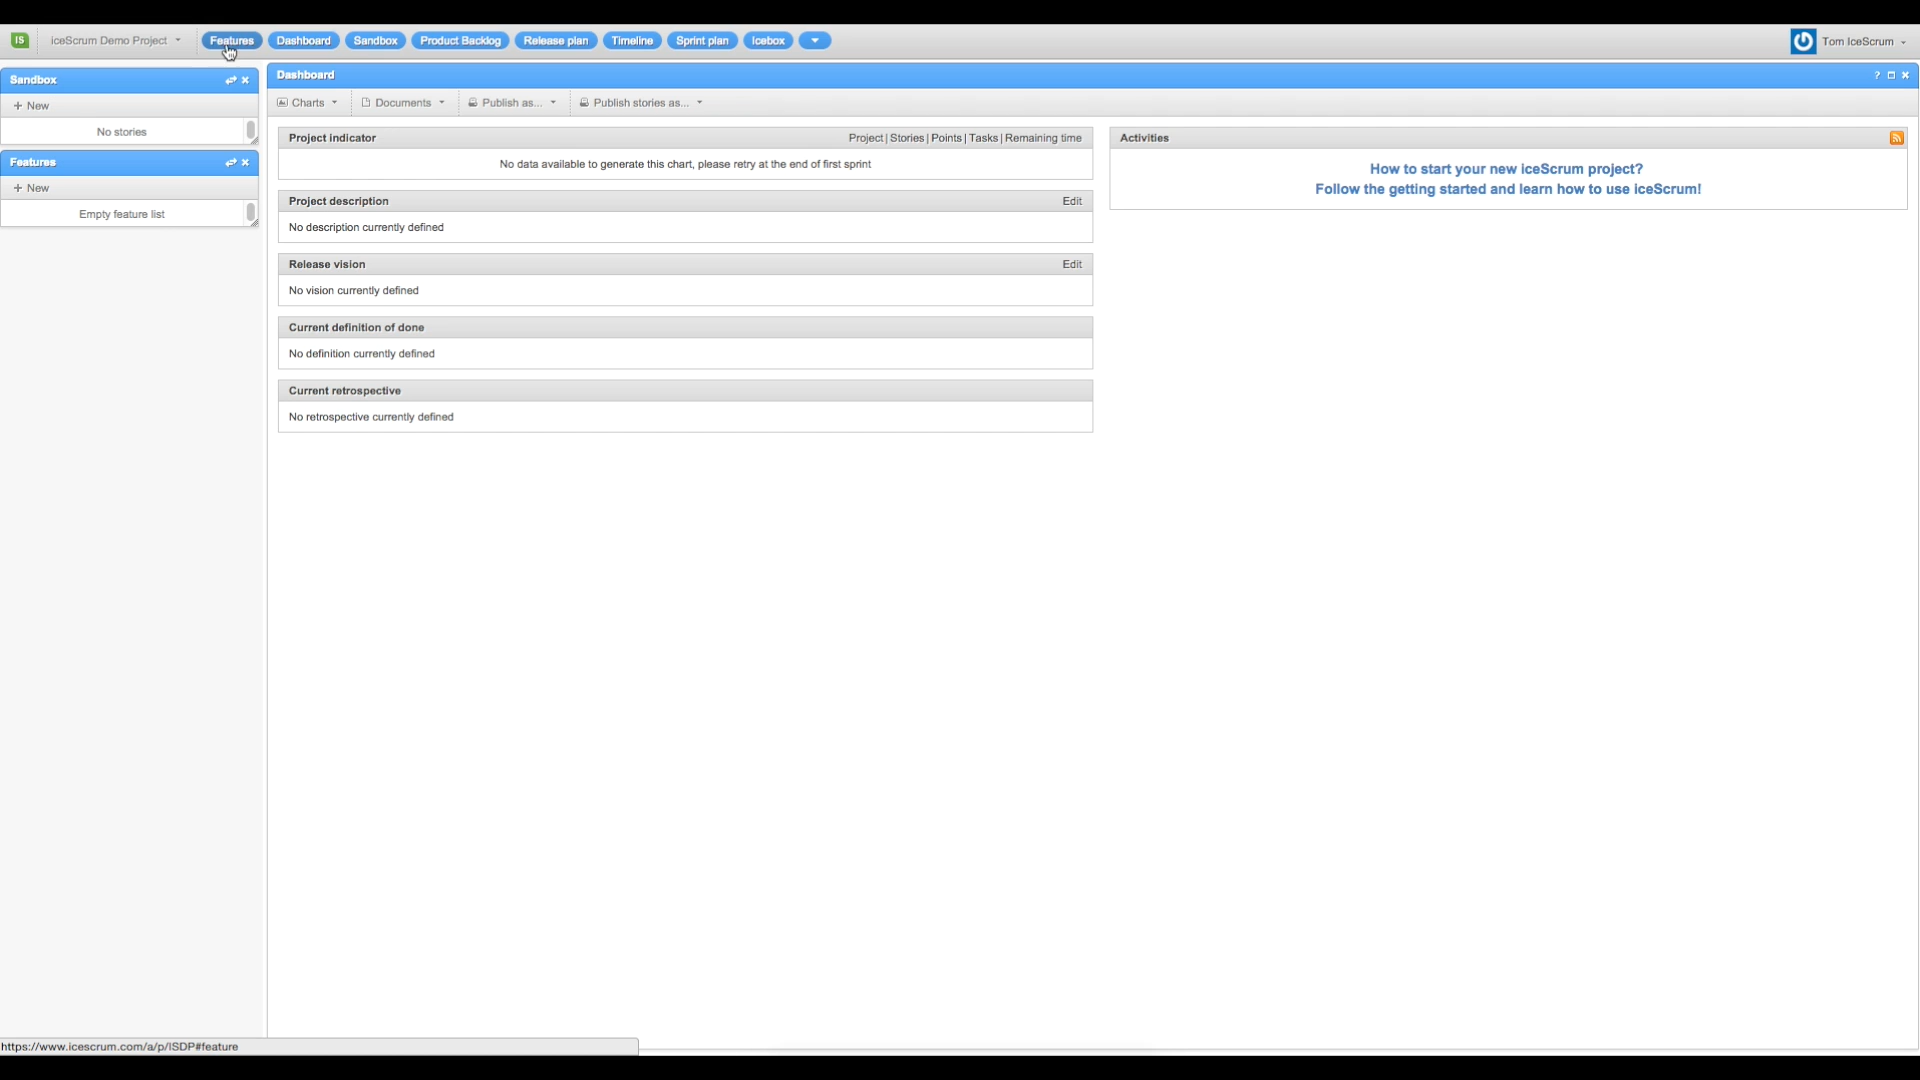 IS iceScrum Demo Project Features Dashboard Sandbox Product Backlog Release plan Timeline Sprint plan Icebox Tom IceScrum
Sandbox
+ New
No stories
Features
+ New
Empty feature list
Dashboard ?
Charts Documents Publish as... Publish stories as...
Project indicator Project | Stories | Points | Tasks | Remaining time
No data available to generate this chart, please retry at the end of first sprint
Project description Edit
No description currently defined
Release vision Edit
No vision currently defined
Current definition of done
No definition currently defined
Current retrospective
No retrospective currently defined
Activities
How to start your new iceScrum project?
Follow the getting started and learn how to use iceScrum!
https://www.icescrum.com/a/p/ISDP#feature